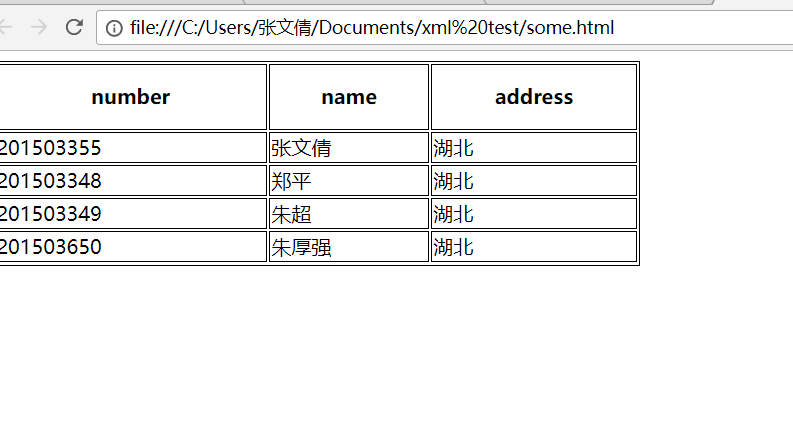 file:///C:/Users/张文倩/Documents/xml%20test/some.html
number name address
201503355 张文倩 湖北
201503348 郑平 湖北
201503349 朱超 湖北
201503650 朱厚强 湖北